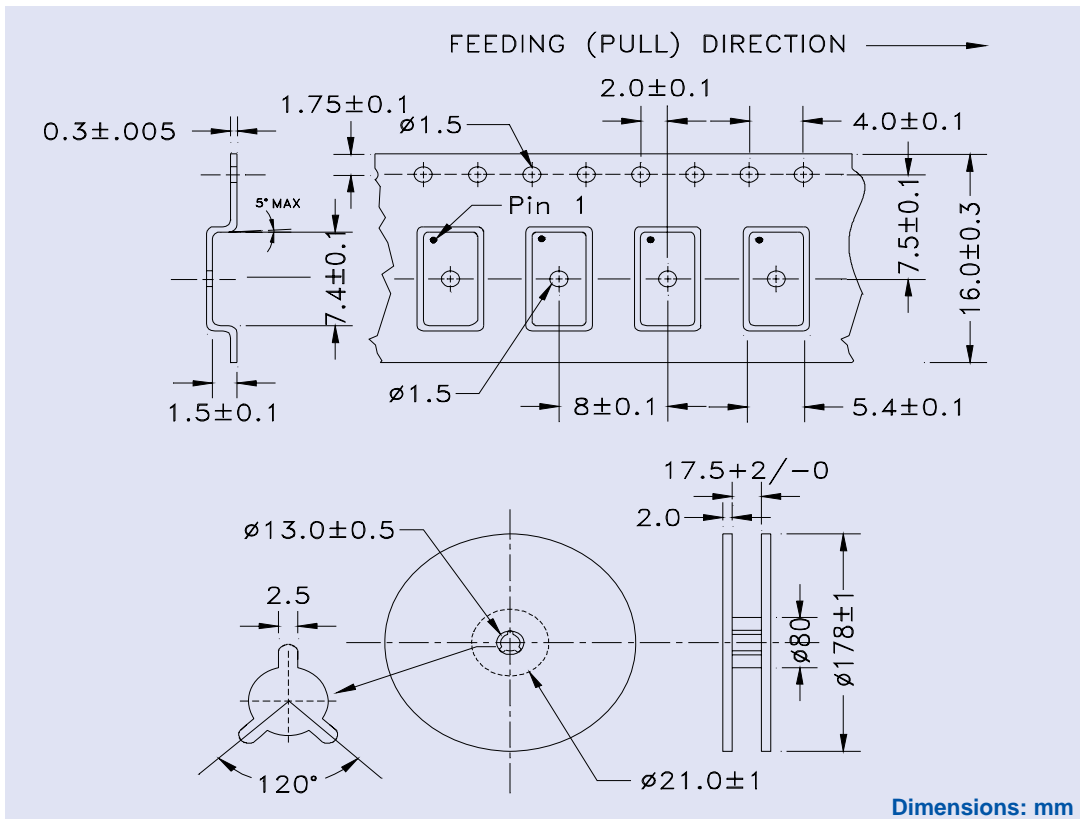 FEEDING (PULL) DIRECTION
2.0±0.1
1.75±0.1
ø1.5
4.0±0.1
0.3±.005
Pin 1
5° MAX
7.4±0.1
7.5±0.1
16.0±0.3
ø1.5
8±0.1
5.4±0.1
1.5±0.1
17.5+2/-0
2.0
ø13.0±0.5
2.5
ø80
ø178±1
120°
ø21.0±1
Dimensions: mm